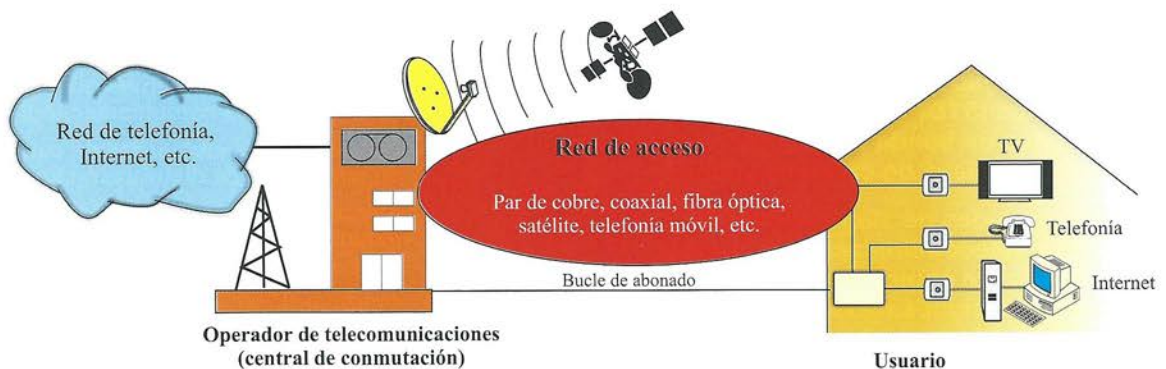 Red de telefonía,
Internet, etc.
Red de acceso
Par de cobre, coaxial, fibra óptica,
satélite, telefonía móvil, etc.
TV
Telefonía
Internet
Bucle de abonado
Operador de telecomunicaciones
(central de conmutación)
Usuario